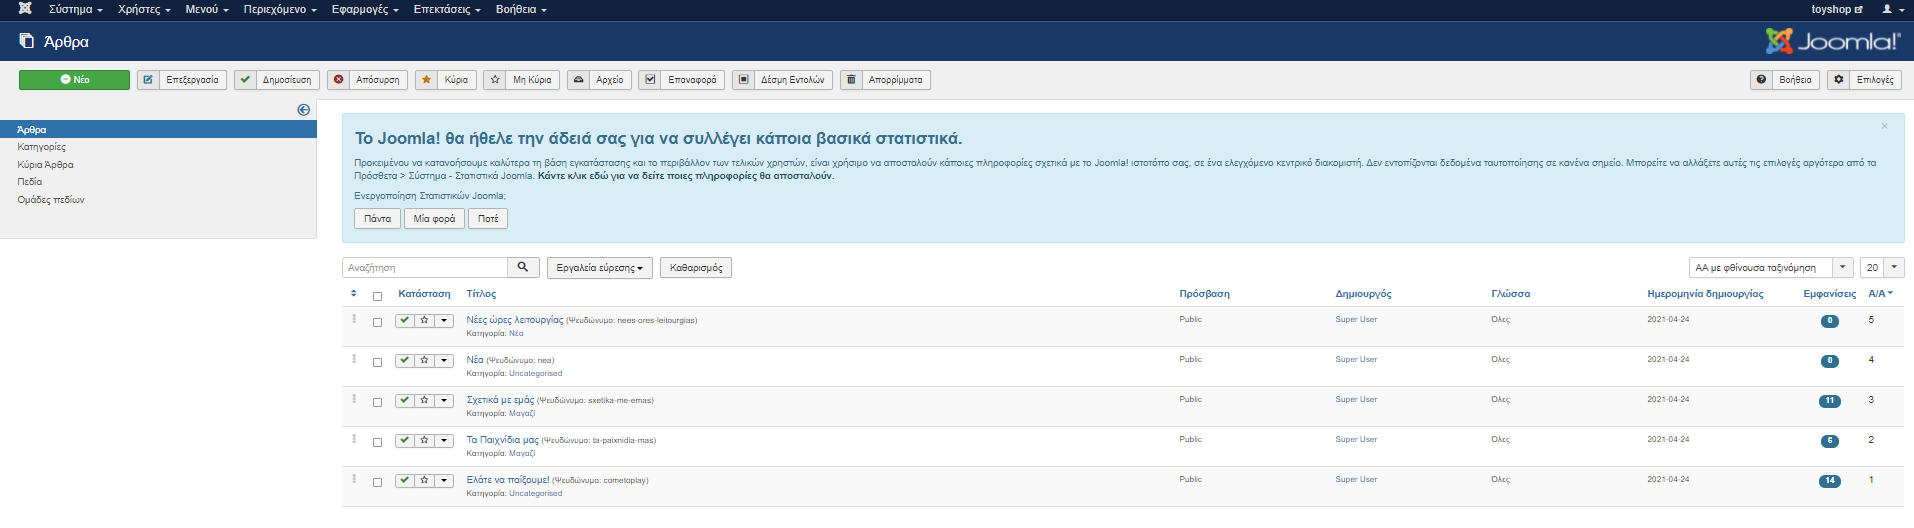 Σύστημα Χρήστες Μενού Περιεχόμενο Εφαρμογές Επεκτάσεις Βοήθεια toyshop
Άρθρα Joomla!®
Νέο Επεξεργασία Δημοσίευση Απόσυρση Κύρια Μη Κύρια Αρχείο Επαναφορά Δέσμη Εντολών Απορρίμματα Βοήθεια Επιλογές
Άρθρα
Κατηγορίες
Κύρια Άρθρα
Πεδία
Ομάδες πεδίων
Το Joomla! θα ήθελε την άδειά σας για να συλλέγει κάποια βασικά στατιστικά.
Προκειμένου να κατανοήσουμε καλύτερα τη βάση εγκατάστασης και το περιβάλλον των τελικών χρηστών, είναι χρήσιμο να αποσταλούν κάποιες πληροφορίες σχετικά με το Joomla! ιστοτόπο σας, σε ένα ελεγχόμενο κεντρικό διακομιστή. Δεν εντοπίζονται δεδομένα ταυτοποίησης σε κανένα σημείο. Μπορείτε να αλλάξετε αυτές τις επιλογές αργότερα από τα
Πρόσθετα > Σύστημα - Στατιστικά Joomla. Κάντε κλικ εδώ για να δείτε ποιες πληροφορίες θα αποσταλούν.
Ενεργοποίηση Στατιστικών Joomla;
Πάντα Μία φορά Ποτέ
Αναζήτηση Εργαλεία εύρεσης Καθαρισμός ΑΑ με φθίνουσα ταξινόμηση 20
Κατάσταση Τίτλος Πρόσβαση Δημιουργός Γλώσσα Ημερομηνία δημιουργίας Εμφανίσεις Α/Α
Νέες ώρες λειτουργίας (Ψευδώνυμο: nees-ores-leitourgias) Public Super User Όλες 2021-04-24 0 5
Κατηγορία: Νέα
Νέα (Ψευδώνυμο: nea) Public Super User Όλες 2021-04-24 0 4
Κατηγορία: Uncategorised
Σχετικά με εμάς (Ψευδώνυμο: sxetika-me-emas) Public Super User Όλες 2021-04-24 11 3
Κατηγορία: Μαγαζί
Τα Παιχνίδια μας (Ψευδώνυμο: ta-paixnidia-mas) Public Super User Όλες 2021-04-24 6 2
Κατηγορία: Μαγαζί
Ελάτε να παίξουμε! (Ψευδώνυμο: cometoplay) Public Super User Όλες 2021-04-24 14 1
Κατηγορία: Uncategorised